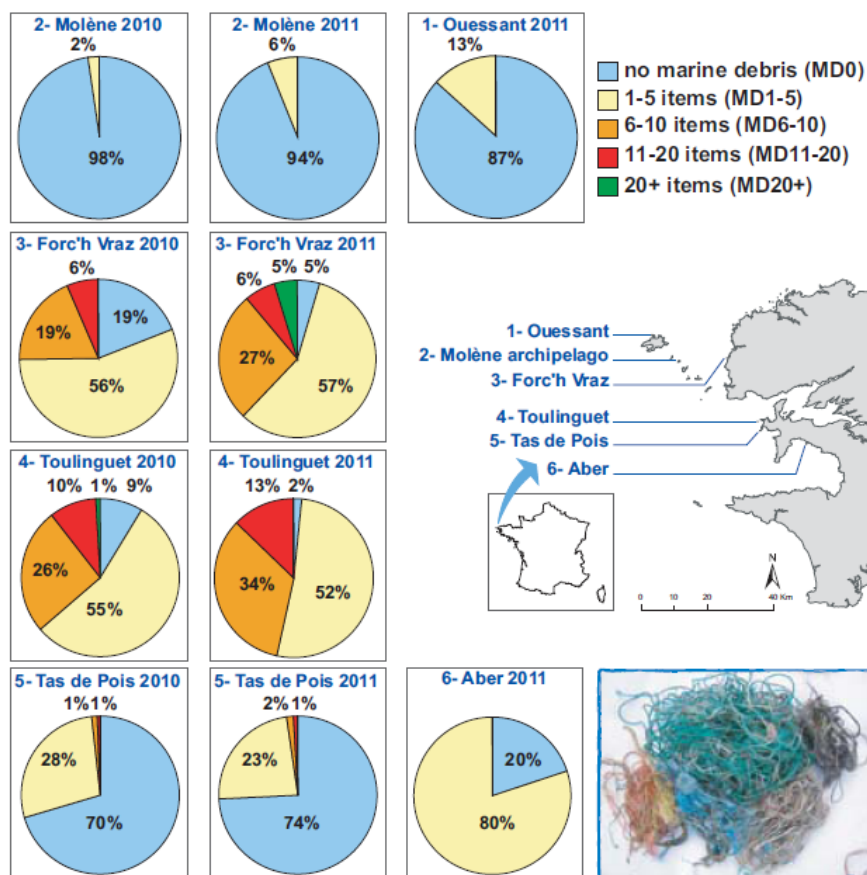 2- Molène 2010
2%
98%
2- Molène 2011
6%
94%
1- Ouessant 2011
13%
87%
no marine debris (MD0)
1-5 items (MD1-5)
6-10 items (MD6-10)
11-20 items (MD11-20)
20+ items (MD20+)
3- Forc'h Vraz 2010
6%
19%
19%
56%
3- Forc'h Vraz 2011
5%
5%
6%
27%
57%
1- Ouessant
2- Molène archipelago
3- Forc'h Vraz
4- Toulinguet
5- Tas de Pois
6- Aber
N
0
20
40 Km
4- Toulinguet 2010
10%
1%
9%
26%
55%
4- Toulinguet 2011
13%
2%
34%
52%
5- Tas de Pois 2010
1%
1%
28%
70%
5- Tas de Pois 2011
2%
1%
23%
74%
6- Aber 2011
20%
80%